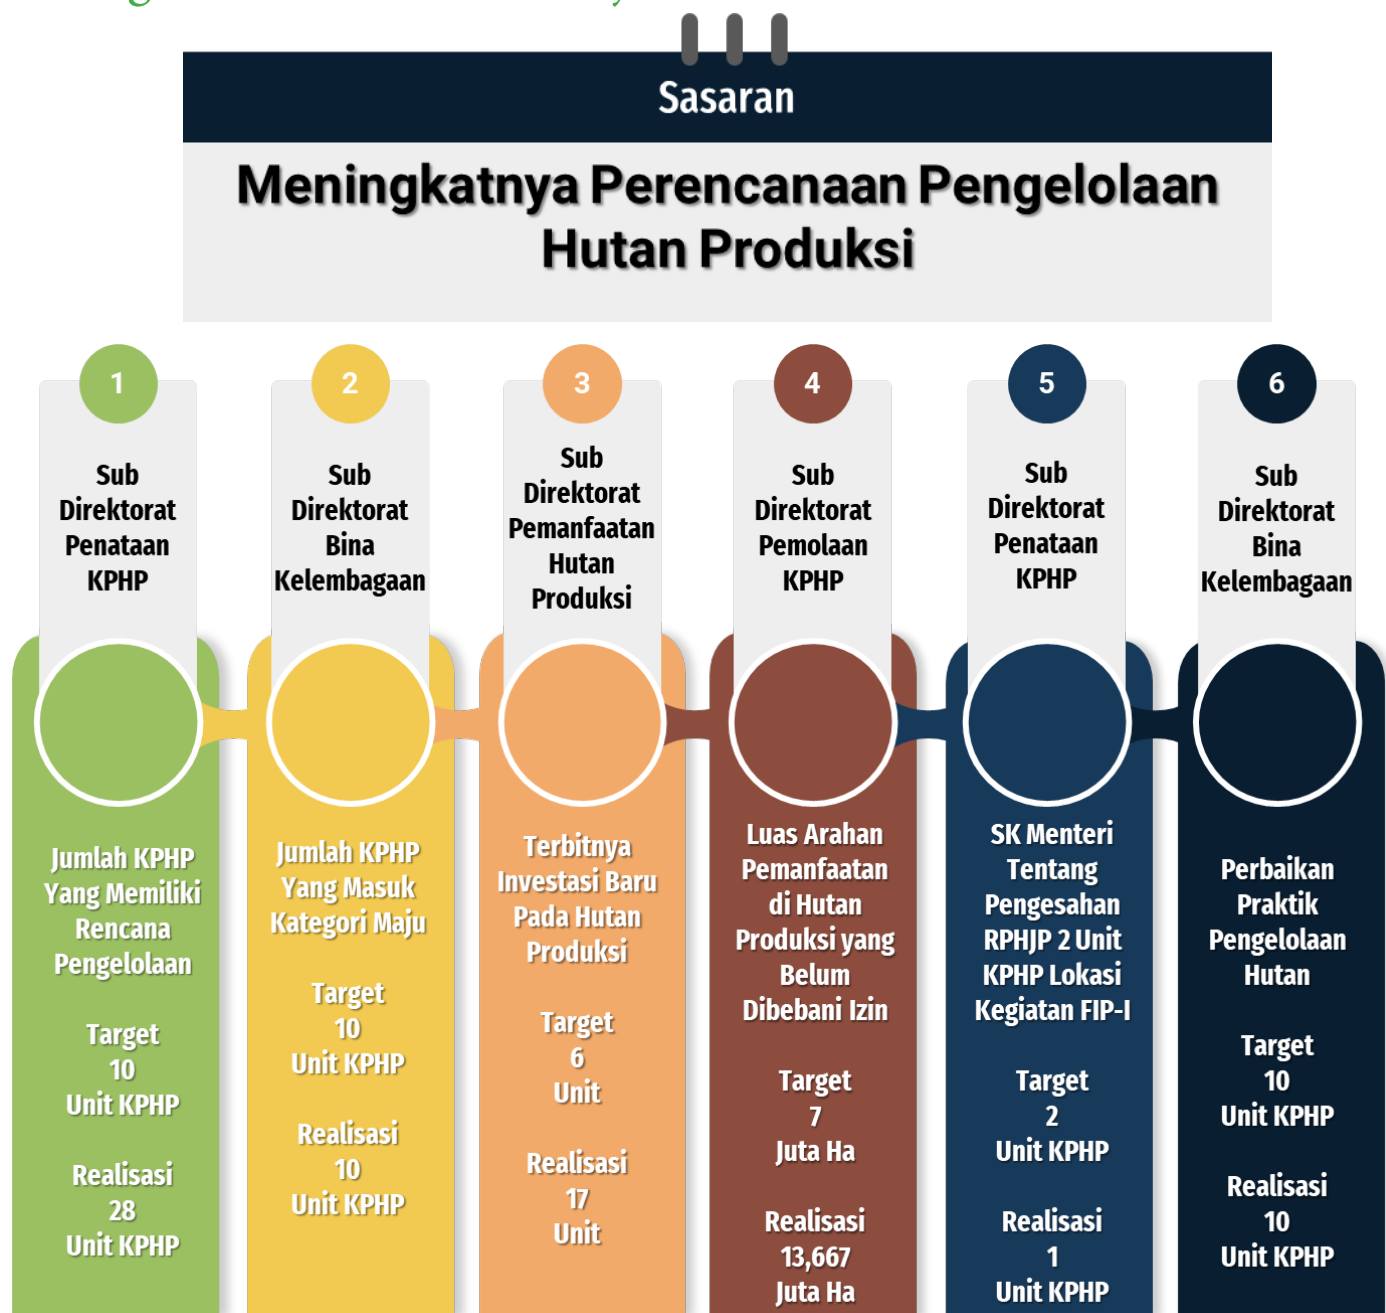 Sasaran
Meningkatnya Perencanaan Pengelolaan
Hutan Produksi
1
Sub
Direktorat
Penataan
KPHP
Jumlah KPHP
Yang Memiliki
Rencana
Pengelolaan
Target
10
Unit KPHP
Realisasi
28
Unit KPHP
2
Sub
Direktorat
Bina
Kelembagaan
Jumlah KPHP
Yang Masuk
Kategori Maju
Target
10
Unit KPHP
Realisasi
10
Unit KPHP
3
Sub
Direktorat
Pemanfaatan
Hutan
Produksi
Terbitnya
Investasi Baru
Pada Hutan
Produksi
Target
6
Unit
Realisasi
17
Unit
4
Sub
Direktorat
Pemolaan
KPHP
Luas Arahan
Pemanfaatan
di Hutan
Produksi yang
Belum
Dibebani Izin
Target
7
Juta Ha
Realisasi
13,667
Juta Ha
5
Sub
Direktorat
Penataan
KPHP
SK Menteri
Tentang
Pengesahan
RPHJP 2 Unit
KPHP Lokasi
Kegiatan FIP-I
Target
2
Unit KPHP
Realisasi
1
Unit KPHP
6
Sub
Direktorat
Bina
Kelembagaan
Perbaikan
Praktik
Pengelolaan
Hutan
Target
10
Unit KPHP
Realisasi
10
Unit KPHP